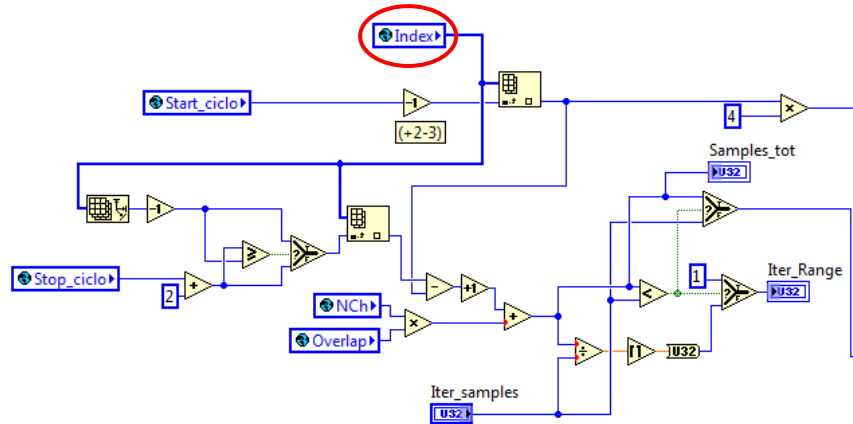 Index
Start_ciclo
-1
(+2-3)
4
x
Samples_tot
U32
-1
Stop_ciclo
2
+
≥
?
T
F
-
+1
NCh
x
Overlap
+
÷
<
?
T
F
1
?
T
F
Iter_Range
U32
U32
Iter_samples
U32